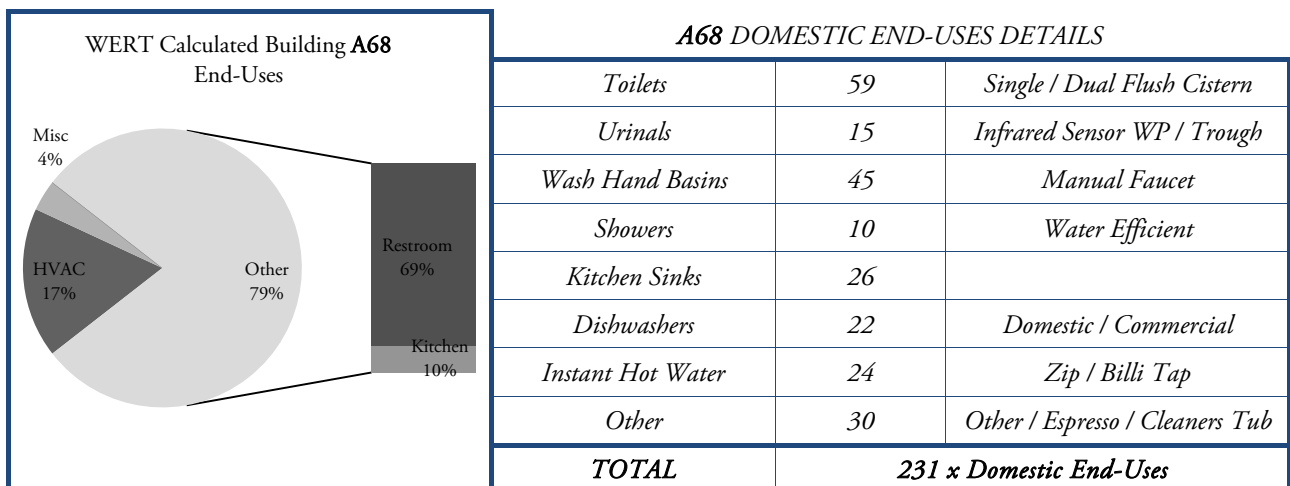 WERT Calculated Building A68
End-Uses
Misc
4%
HVAC
17%
Other
79%
Restroom
69%
Kitchen
10%
A68 DOMESTIC END-USES DETAILS
Toilets 59 Single / Dual Flush Cistern
Urinals 15 Infrared Sensor WP / Trough
Wash Hand Basins 45 Manual Faucet
Showers 10 Water Efficient
Kitchen Sinks 26
Dishwashers 22 Domestic / Commercial
Instant Hot Water 24 Zip / Billi Tap
Other 30 Other / Espresso / Cleaners Tub
TOTAL 231 x Domestic End-Uses